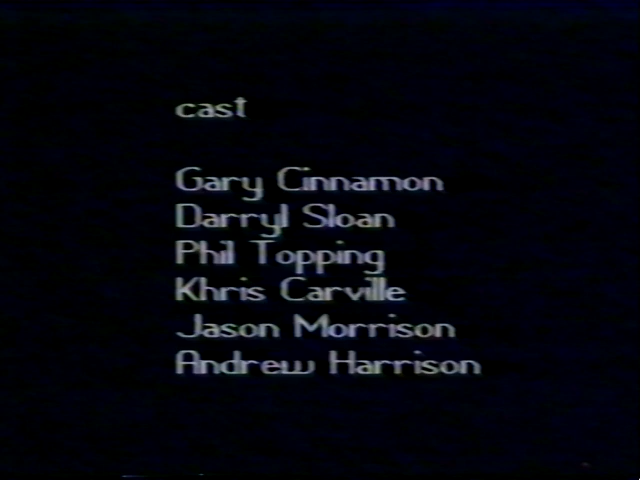 cast
Gary Cinnamon
Darryl Sloan
Phil Topping
Khris Carville
Jason Morrison
Andrew Harrison